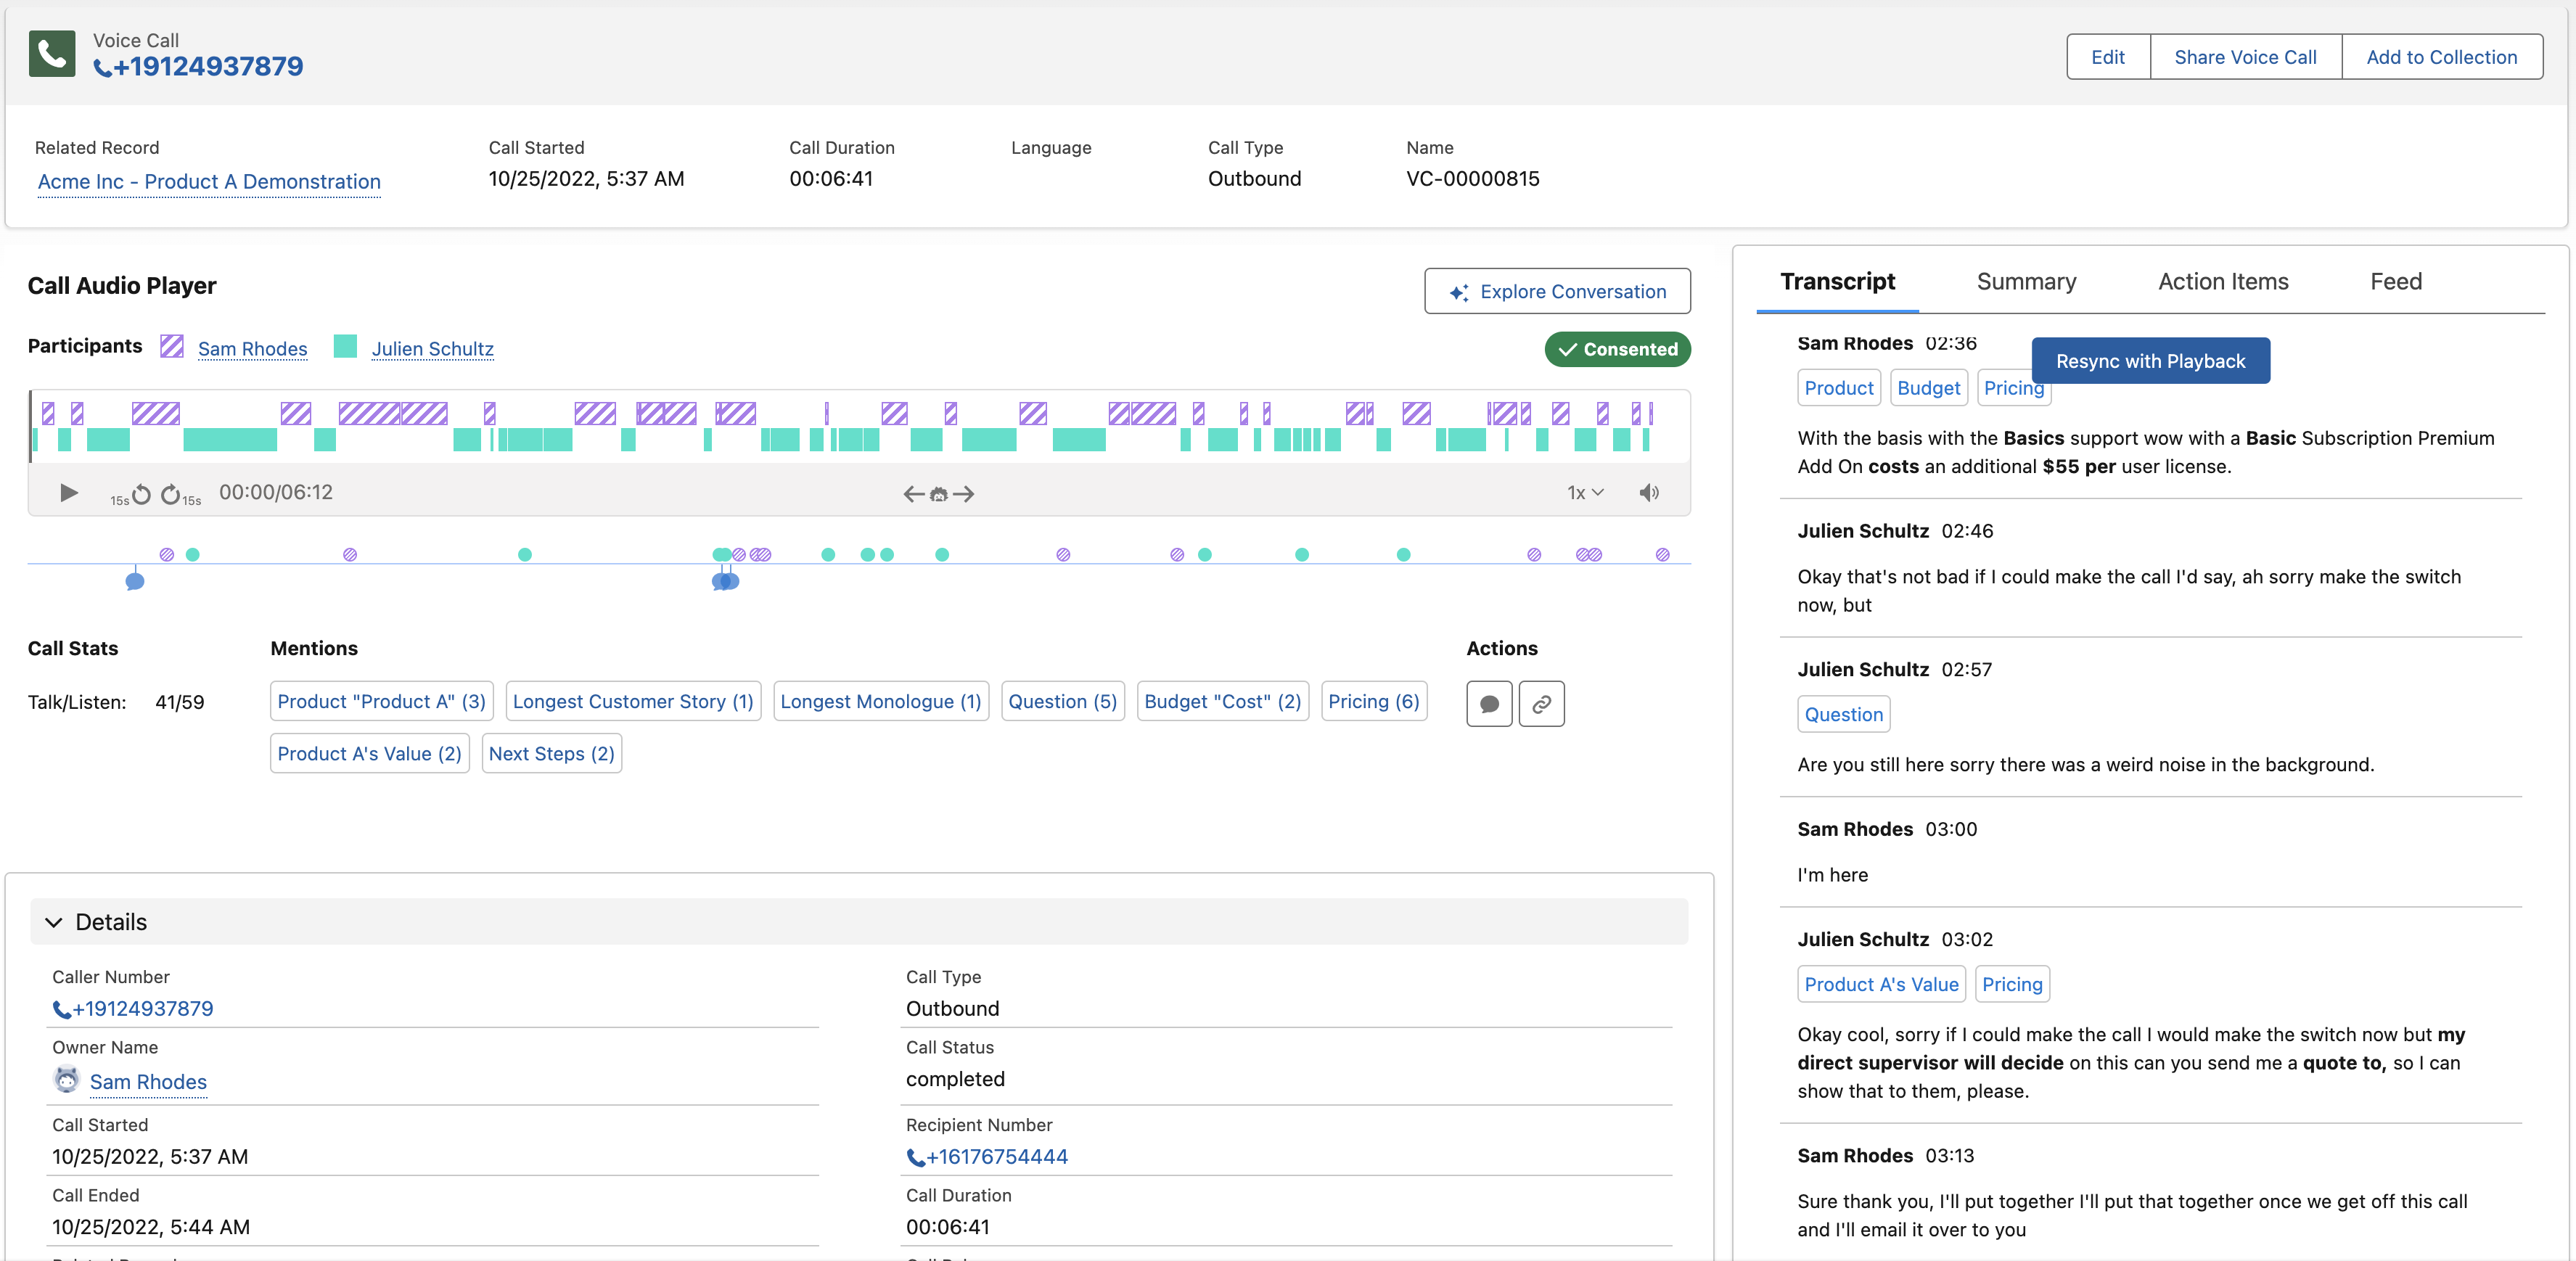 Voice Call
+19124937879
Edit
Share Voice Call
Add to Collection
Related Record
Acme Inc - Product A Demonstration
Call Started
10/25/2022, 5:37 AM
Call Duration
00:06:41
Language
Call Type
Outbound
Name
VC-00000815
Call Audio Player
Explore Conversation
Participants
Sam Rhodes
Julien Schultz
Consented
15s
15s
00:00/06:12
1x
Call Stats
Talk/Listen:
41/59
Mentions
Product "Product A" (3)
Longest Customer Story (1)
Longest Monologue (1)
Question (5)
Budget "Cost" (2)
Pricing (6)
Product A's Value (2)
Next Steps (2)
Actions
Details
Caller Number
+19124937879
Call Type
Outbound
Owner Name
Sam Rhodes
Call Status
completed
Call Started
10/25/2022, 5:37 AM
Recipient Number
+16176754444
Call Ended
10/25/2022, 5:44 AM
Call Duration
00:06:41
Transcript
Summary
Action Items
Feed
Sam Rhodes 02:36
Resync with Playback
Product
Budget
Pricing
With the basis with the Basics support wow with a Basic Subscription Premium
Add On costs an additional $55 per user license.
Julien Schultz 02:46
Okay that's not bad if I could make the call I'd say, ah sorry make the switch
now, but
Julien Schultz 02:57
Question
Are you still here sorry there was a weird noise in the background.
Sam Rhodes 03:00
I'm here
Julien Schultz 03:02
Product A's Value
Pricing
Okay cool, sorry if I could make the call I would make the switch now but my
direct supervisor will decide on this can you send me a quote to, so I can
show that to them, please.
Sam Rhodes 03:13
Sure thank you, I'll put together I'll put that together once we get off this call
and I'll email it over to you